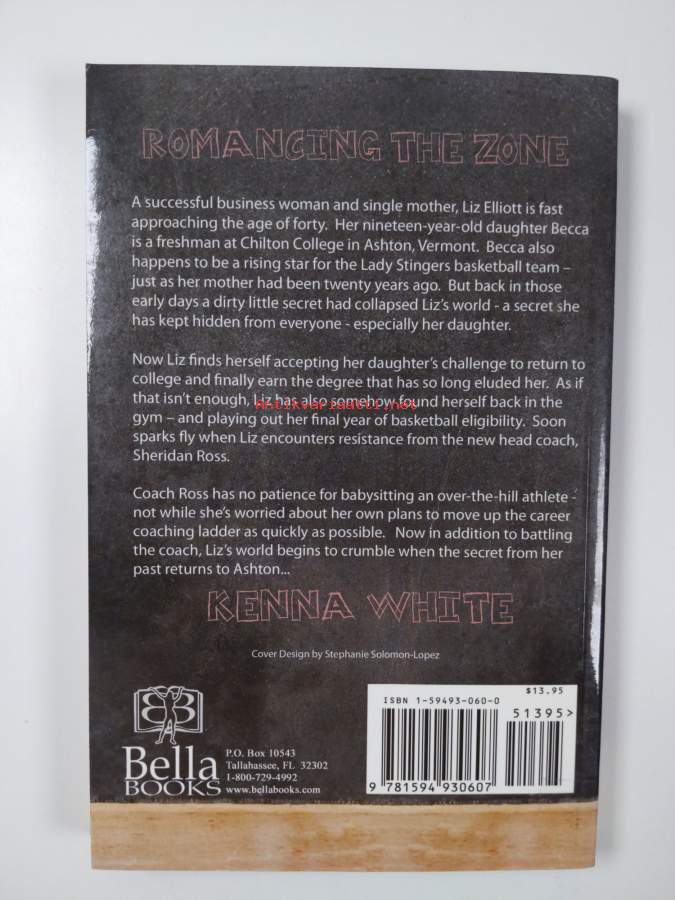 ROMANCING THE ZONE
A successful business woman and single mother, Liz Elliott is fast
approaching the age of forty. Her nineteen-year-old daughter Becca
is a freshman at Chilton College in Ashton, Vermont. Becca also
happens to be a rising star for the Lady Stingers basketball team –
just as her mother had been twenty years ago. But back in those
early days a dirty little secret had collapsed Liz's world - a secret she
has kept hidden from everyone - especially her daughter.
Now Liz finds herself accepting her daughter's challenge to return to
college and finally earn the degree that has so long eluded her. As if
that isn't enough, Liz has also somehow found herself back in the
Antikvariaatti.net
gym – and playing out her final year of basketball eligibility. Soon
sparks fly when Liz encounters resistance from the new head coach,
Sheridan Ross.
Coach Ross has no patience for babysitting an over-the-hill athlete -
not while she's worried about her own plans to move up the career
coaching ladder as quickly as possible. Now in addition to battling
the coach, Liz's world begins to crumble when the secret from her
past returns to Ashton...
KENNA WHITE
Cover Design by Stephanie Solomon-Lopez
BB
Bella
BOOKS
P.O. Box 10543
Tallahassee, FL 32302
1-800-729-4992
www.bellabooks.com
$13.95
ISBN 1-59493-060-0
51395>
9 781594 930607